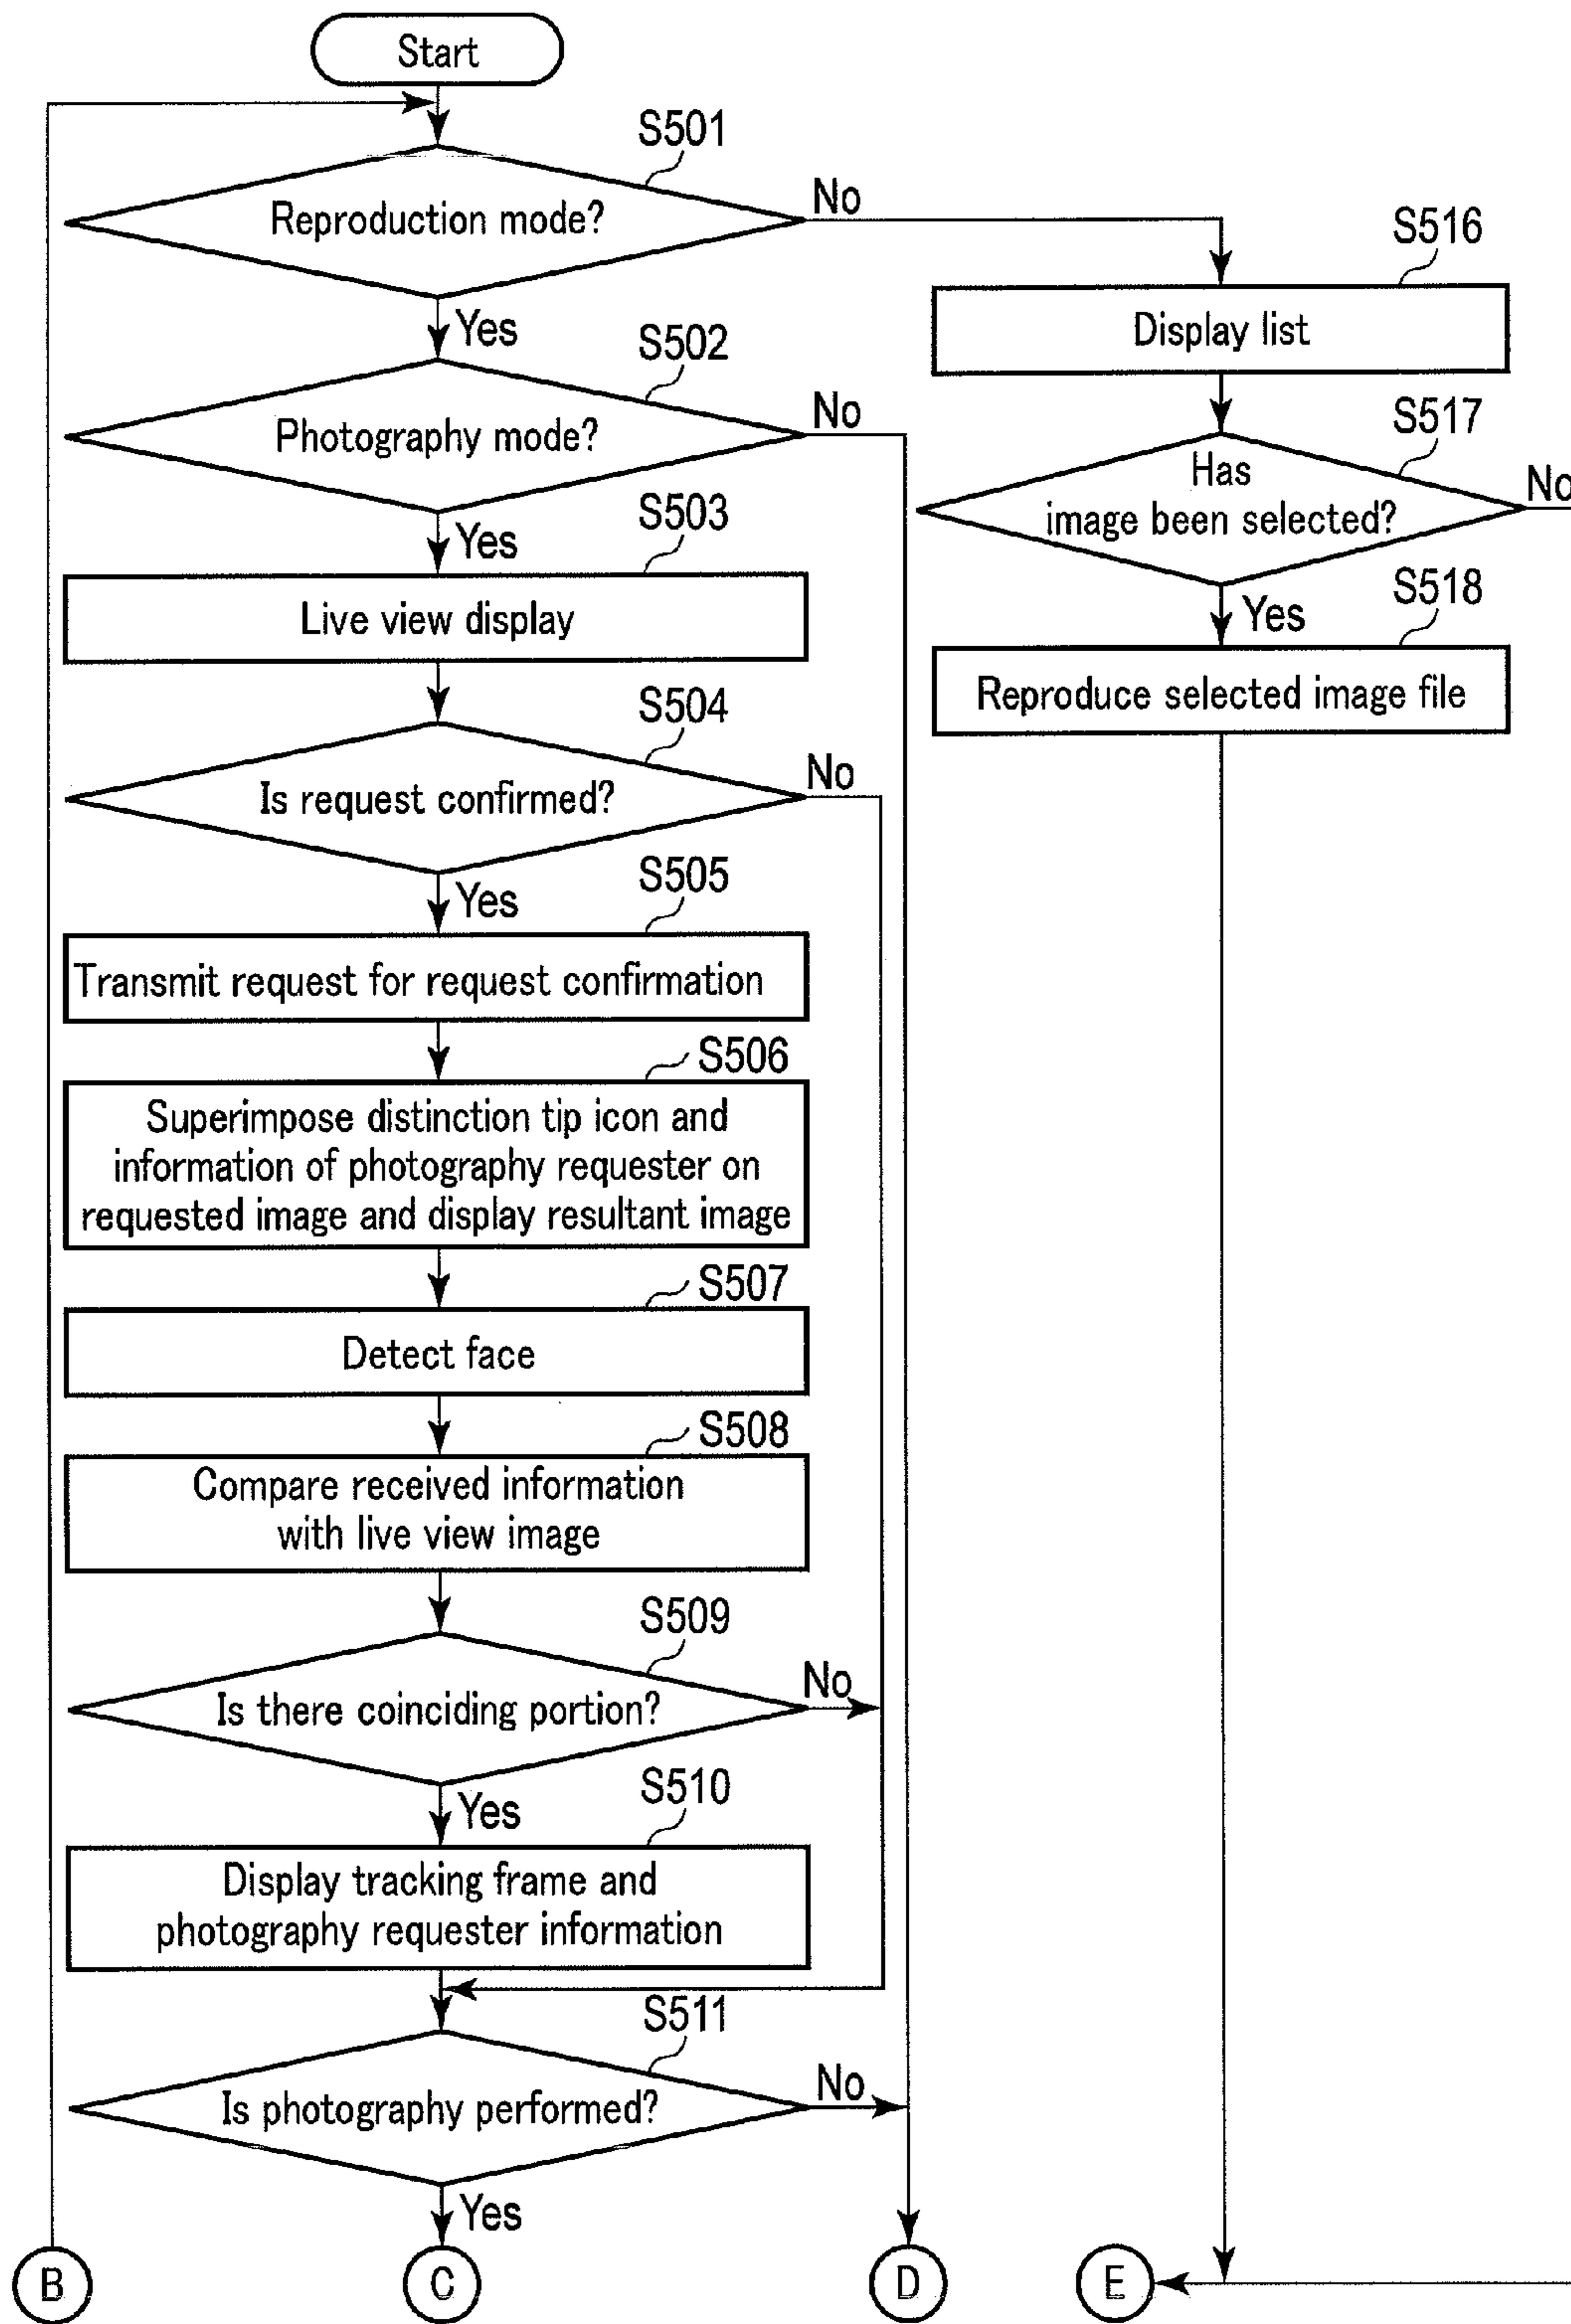 Start
S501
Reproduction mode?
No
Yes
S502
Photography mode?
No
Yes
S503
Live view display
S504
Is request confirmed?
No
Yes
S505
Transmit request for request confirmation
S506
Superimpose distinction tip icon and
information of photography requester on
requested image and display resultant image
S507
Detect face
S508
Compare received information
with live view image
S509
Is there coinciding portion?
No
Yes
S510
Display tracking frame and
photography requester information
S511
Is photography performed?
No
Yes
S516
Display list
S517
Has
image been selected?
No
Yes
S518
Reproduce selected image file
B
C
D
E